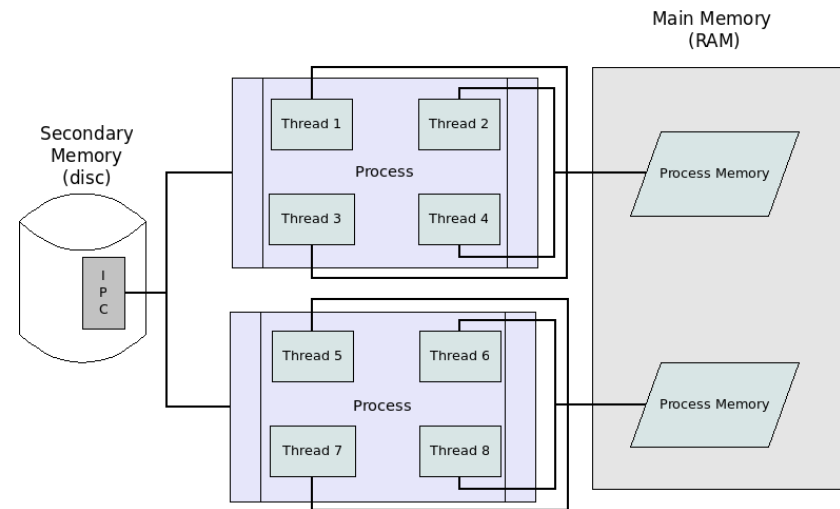 Main Memory
(RAM)
Secondary
Memory
(disc)
I
P
C
Thread 1
Thread 2
Process
Thread 3
Thread 4
Process Memory
Thread 5
Thread 6
Process
Thread 7
Thread 8
Process Memory